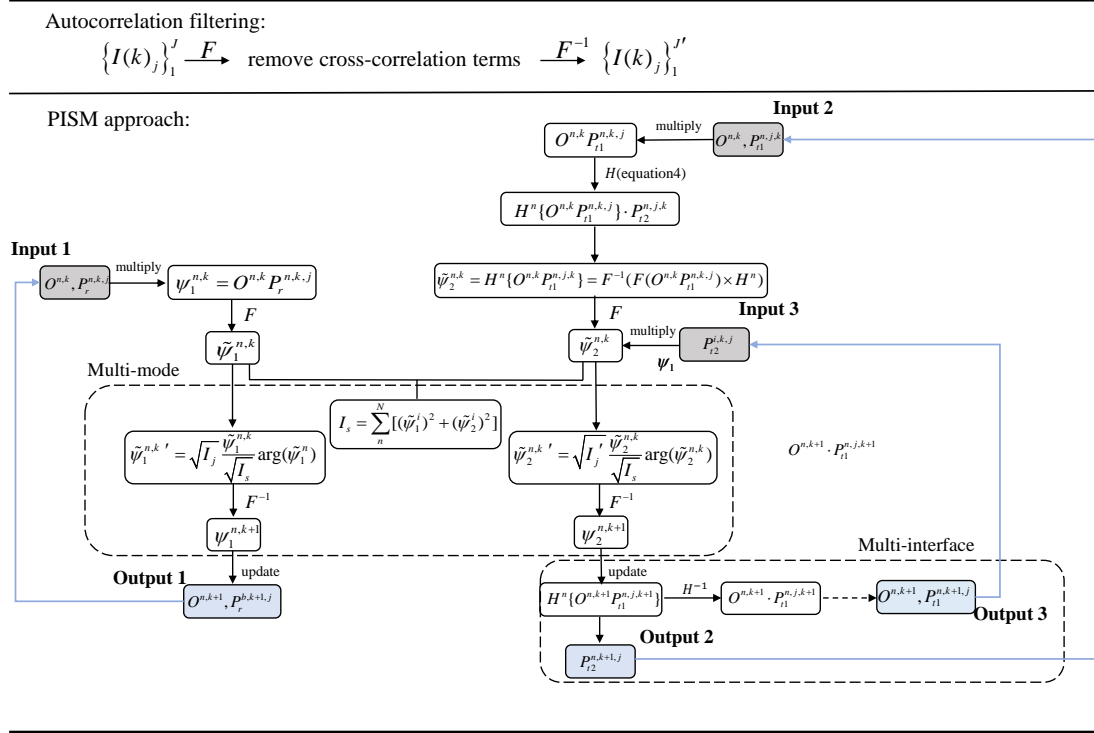 Autocorrelation filtering:
{I(k)_j}_1^J F remove cross-correlation terms F^{-1} {I(k)_j}_1^{J'}
PISM approach:
Input 2
O^{n,k} P_{t1}^{n,k,j} multiply O^{n,k}, P_{t1}^{n,j,k}
H(equation4)
H^n{O^{n,k} P_{t1}^{n,k,j}}·P_{t2}^{n,j,k}
Input 1
O^{n,k}, P_r^{n,k,j} multiply ψ_1^{n,k} = O^{n,k} P_r^{n,k,j}
ψ̃_2^{n,k} = H^n{O^{n,k} P_{t1}^{n,j,k}} = F^{-1}(F(O^{n,k} P_{t1}^{n,k,j})×H^n)
F
F
Input 3
ψ̃_1^{n,k}
ψ̃_2^{n,k} multiply P_{t2}^{i,k,j}
ψ_1
Multi-mode
I_s = ∑_n^N [(ψ̃_1^i)^2 + (ψ̃_2^i)^2]
ψ̃_1^{n,k}' = √I_j ψ̃_1^{n,k}/√I_s arg(ψ̃_1^n)
ψ̃_2^{n,k}' = √I_j' ψ̃_2^{n,k}/√I_s arg(ψ̃_2^{n,k})
O^{n,k+1}·P_{t1}^{n,j,k+1}
F^{-1}
F^{-1}
ψ_1^{n,k+1}
ψ_2^{n,k+1}
Multi-interface
update
update
Output 1
O^{n,k+1}, P_r^{b,k+1,j}
H^n{O^{n,k+1} P_{t1}^{n,j,k+1}} H^{-1} O^{n,k+1}·P_{t1}^{n,j,k+1} O^{n,k+1}, P_{t1}^{n,k+1,j}
Output 3
Output 2
P_{t2}^{n,k+1,j}